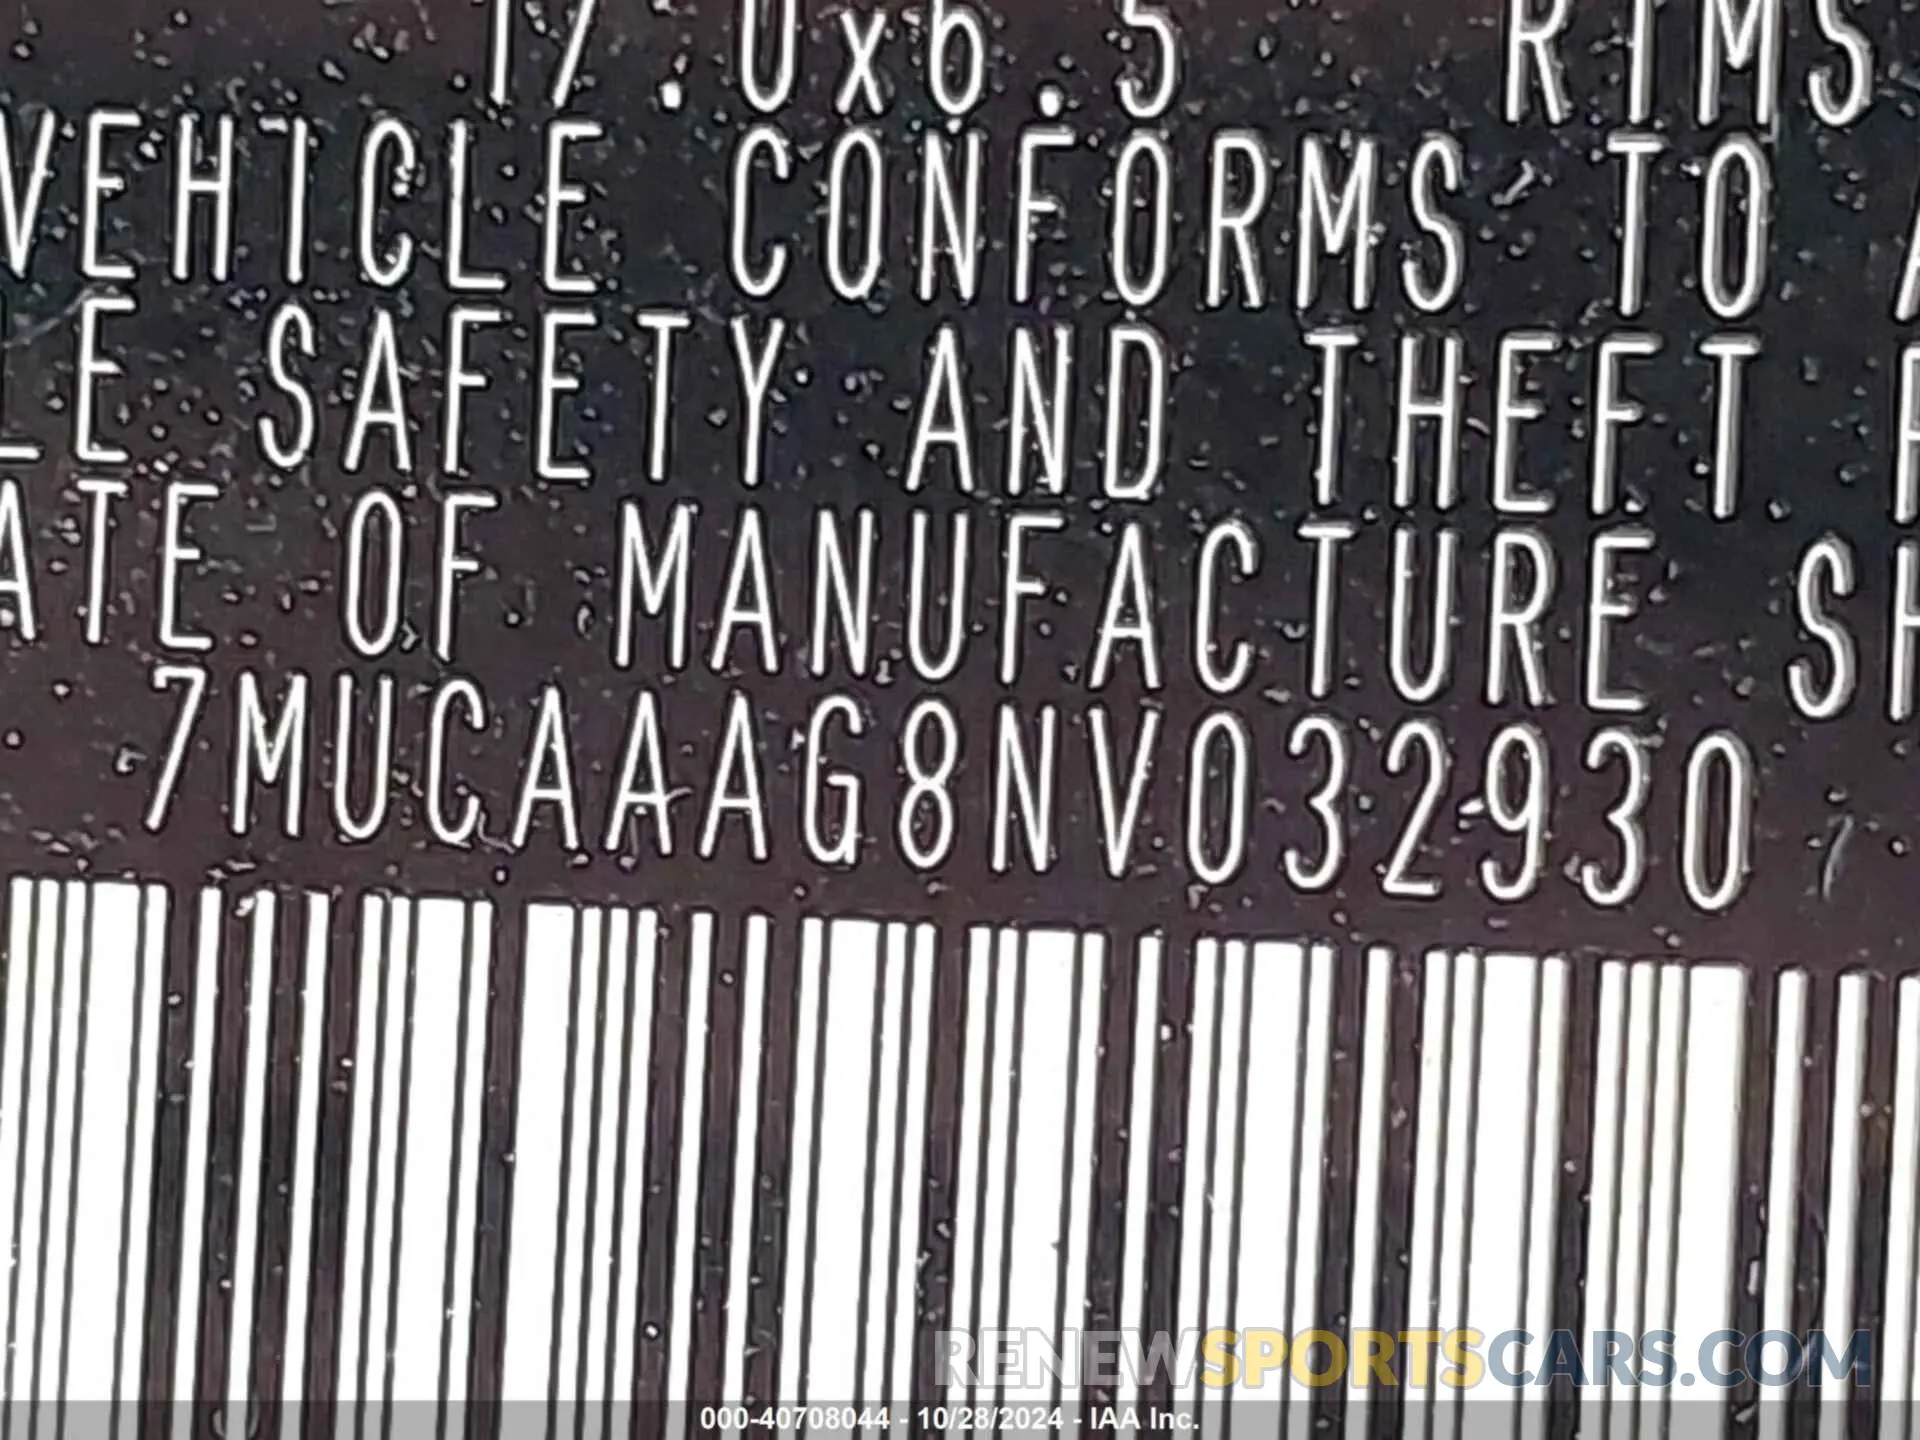 17.0x6.5 RIMS
VEHICLE CONFORMS TO A
LE SAFETY AND THEFT P
ATE OF MANUFACTURE SH
7MUCAAAG8NV032930
RENEWSPORTSCARS.COM
000-40708044 - 10/28/2024 - IAA Inc.